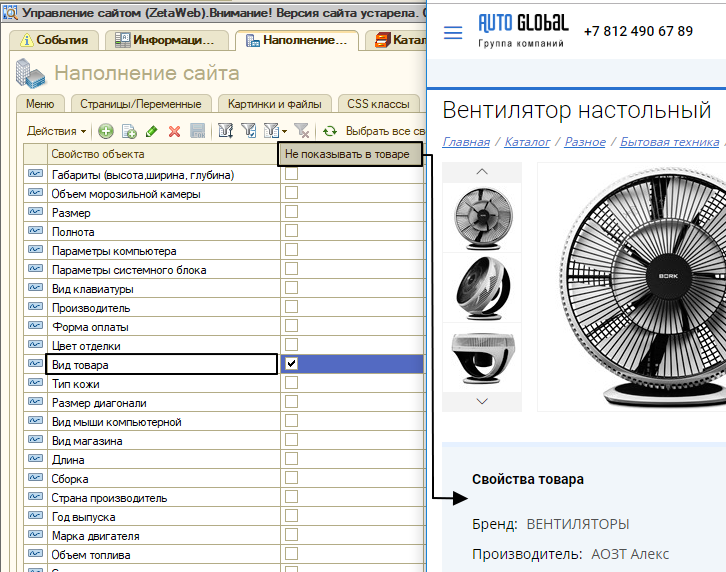 Управление сайтом (ZetaWeb).Внимание! Версия сайта устарела.
События
Информаци...
Наполнение...
Катал
Наполнение сайта
Меню
Страницы/Переменные
Картинки и файлы
CSS классы
Действия
Выбрать все св
Свойство объекта
Не показывать в товаре
Габариты (высота,ширина, глубина)
Объем морозильной камеры
Размер
Полнота
Параметры компьютера
Параметры системного блока
Вид клавиатуры
Производитель
Форма оплаты
Цвет отделки
Вид товара
Тип кожи
Размер диагонали
Вид мыши компьютерной
Вид магазина
Длина
Сборка
Страна производитель
Год выпуска
Марка двигателя
Объем топлива
AUTO GLObAL
Группа компаний
+7 812 490 67 89
Вентилятор настольный
Главная / Каталог / Разное / Бытовая техника /
BORK
Свойства товара
Бренд: ВЕНТИЛЯТОРЫ
Производитель: АОЗТ Алекс